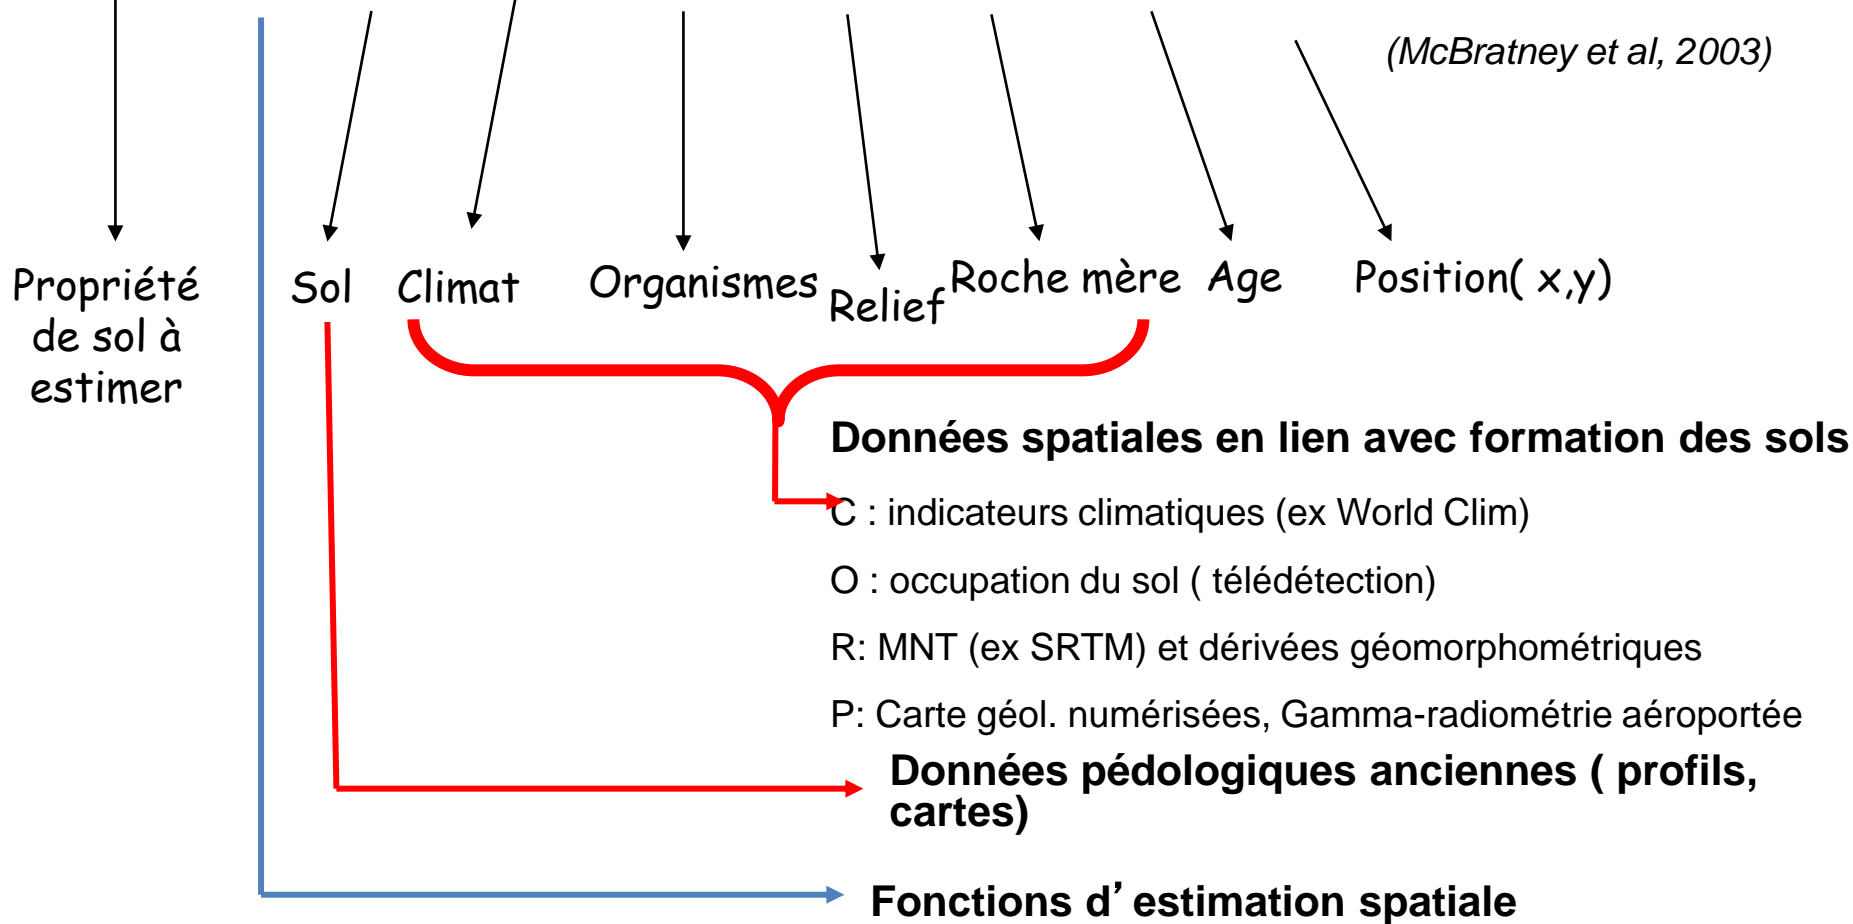 (McBratney et al, 2003)
Propriété
de sol à
estimer
Sol
Climat
Organismes
Relief
Roche mère
Age
Position( x,y)
Données spatiales en lien avec formation des sols
C : indicateurs climatiques (ex World Clim)
O : occupation du sol ( télédétection)
R: MNT (ex SRTM) et dérivées géomorphométriques
P: Carte géol. numérisées, Gamma-radiométrie aéroportée
Données pédologiques anciennes ( profils,
cartes)
Fonctions d’ estimation spatiale